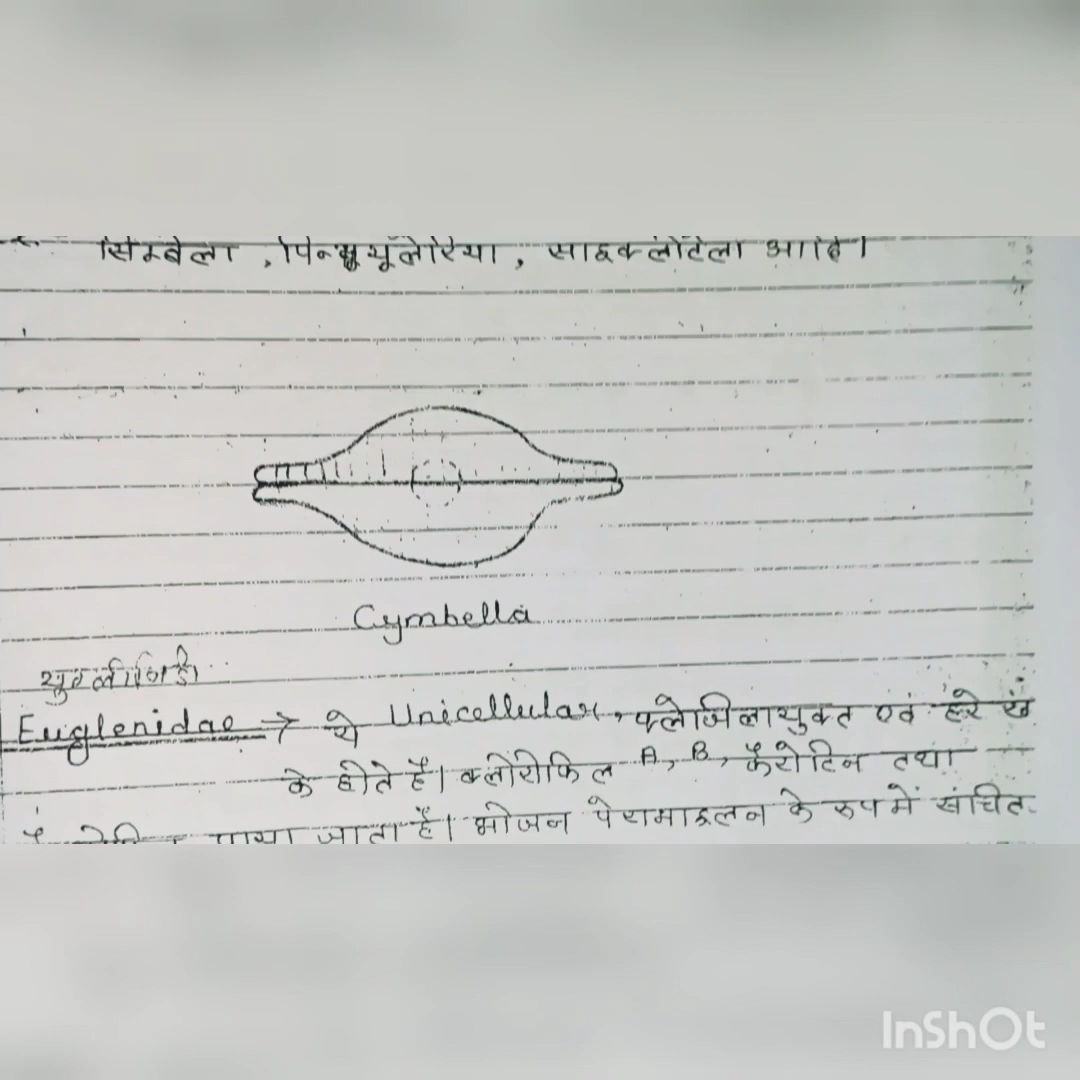 सिम्बेला , पिन्यूलेरिया , साइक्लोटेला आदि।
Cymbella
युग्लीनिडी
Euglenidae → ये Unicellular, फ्लेजिलायुक्त एवं हरे रंग
के होते है। क्लोरोफिल A, B, कैरोटिन तथा
पाया जाता है। भोजन पेरामाइलन के रूप में संचित
InShOt